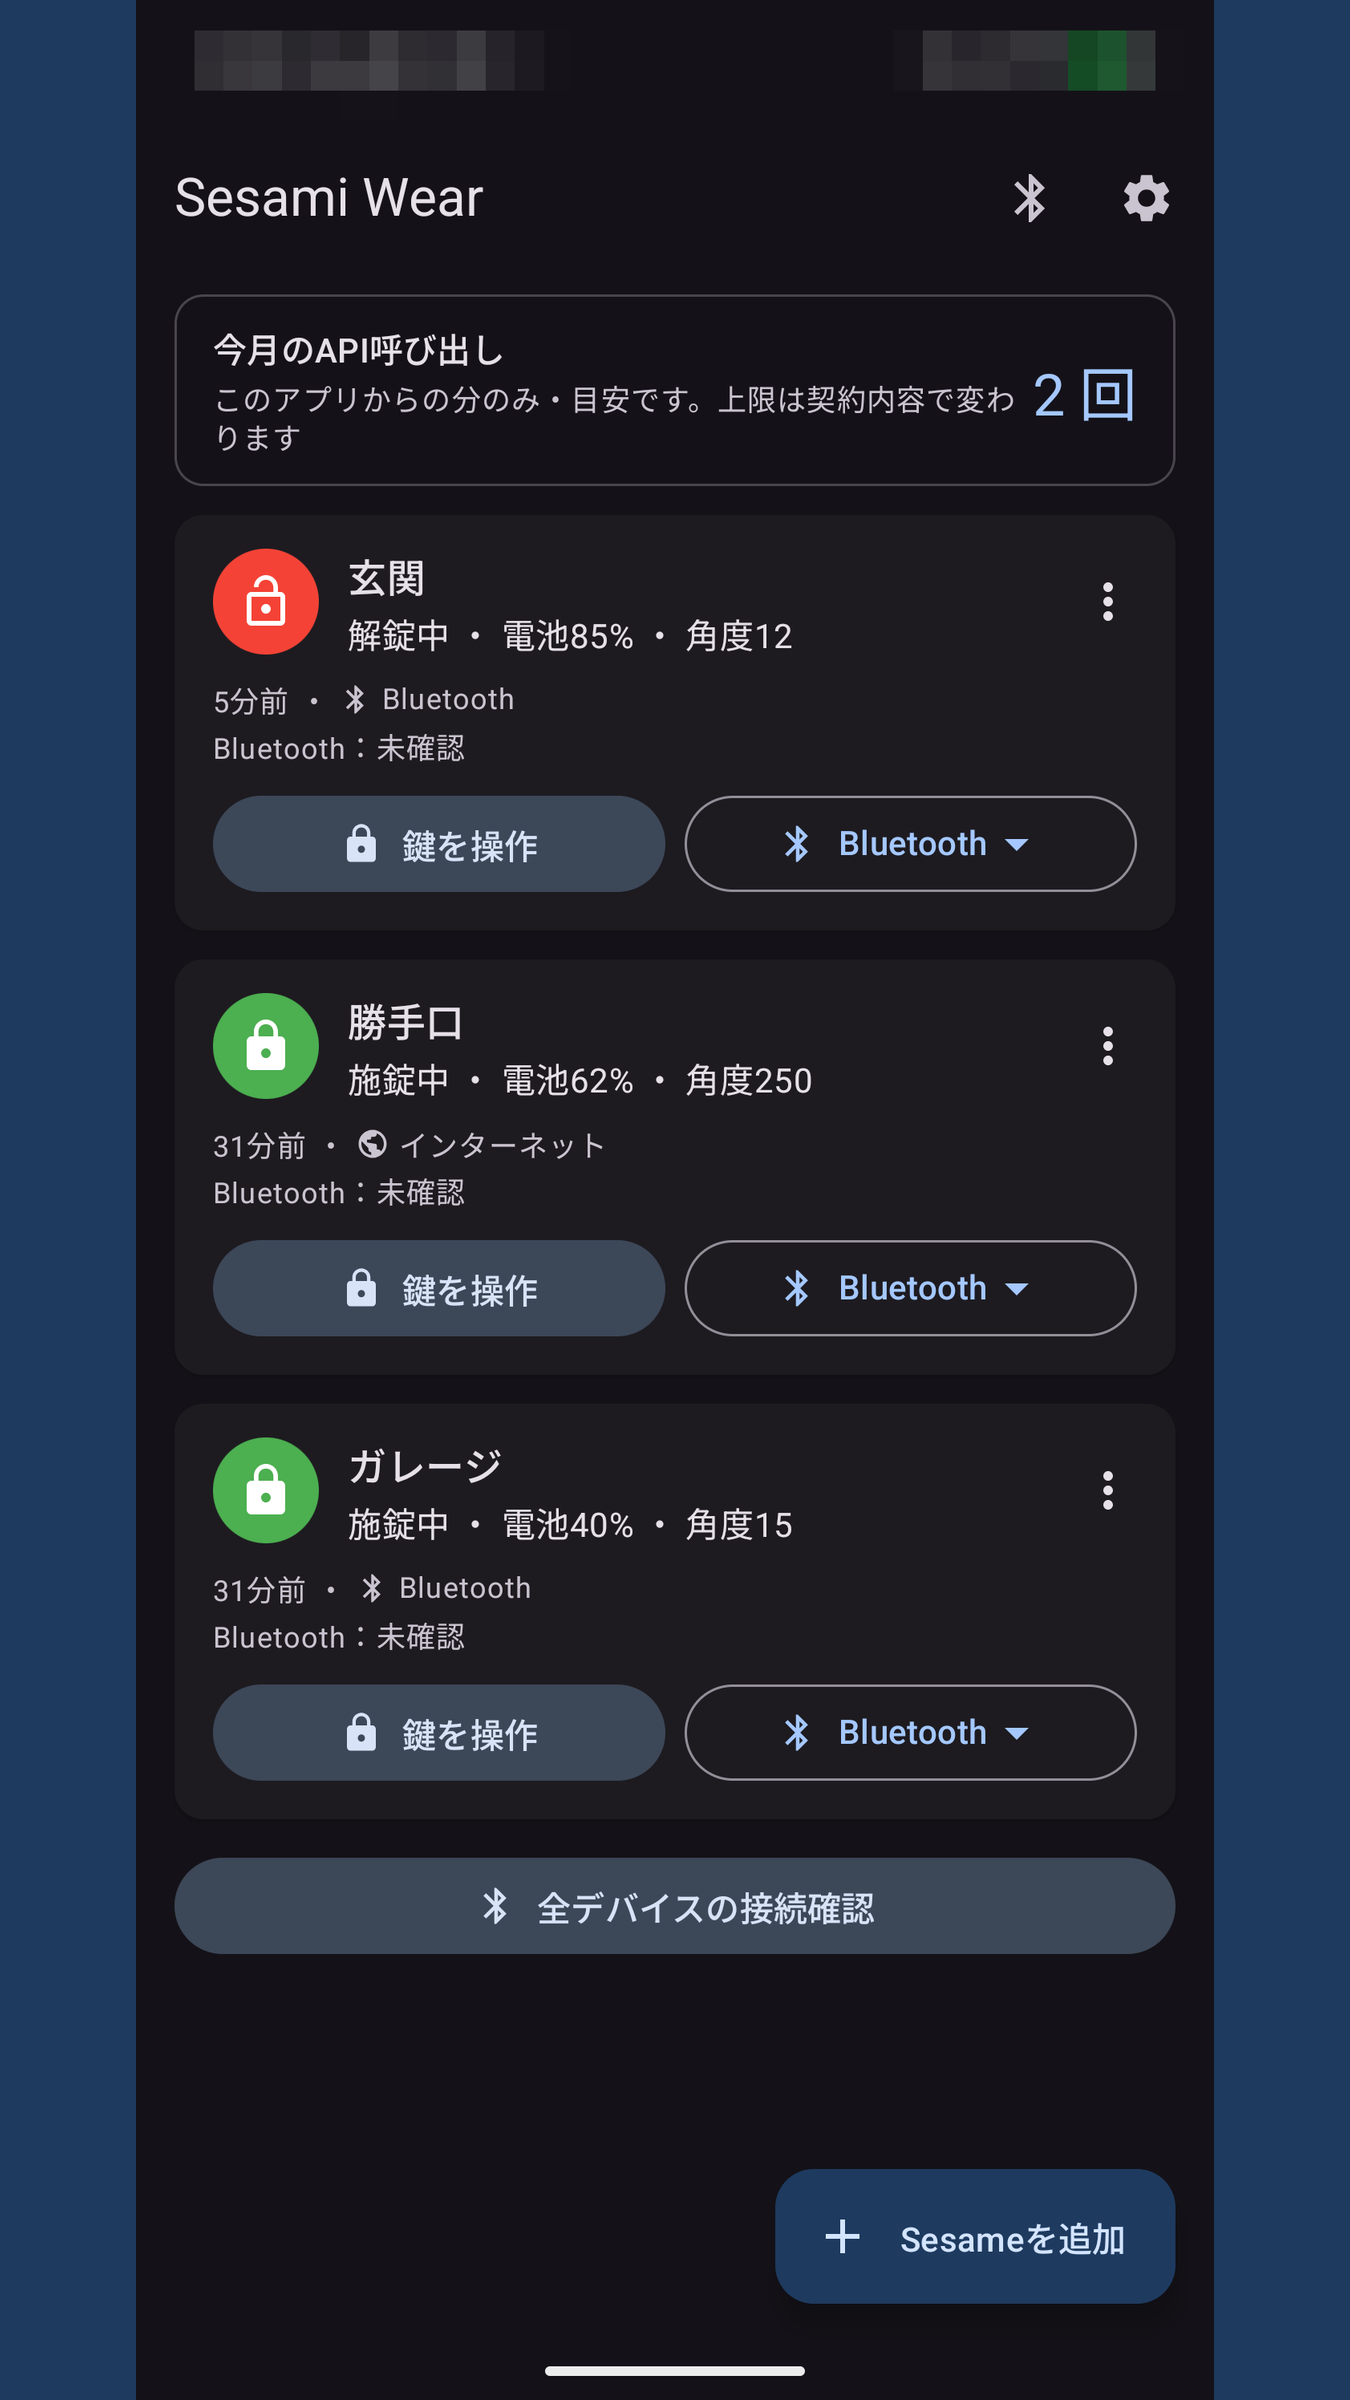 Sesami Wear
今月のAPI呼び出し
このアプリからの分のみ・目安です。上限は契約内容で変わ
ります
2 回
玄関
解錠中 ・ 電池85% ・ 角度12
5分前 ・ Bluetooth
Bluetooth：未確認
鍵を操作
Bluetooth
勝手口
施錠中 ・ 電池62% ・ 角度250
31分前 ・ インターネット
Bluetooth：未確認
鍵を操作
Bluetooth
ガレージ
施錠中 ・ 電池40% ・ 角度15
31分前 ・ Bluetooth
Bluetooth：未確認
鍵を操作
Bluetooth
全デバイスの接続確認
Sesameを追加